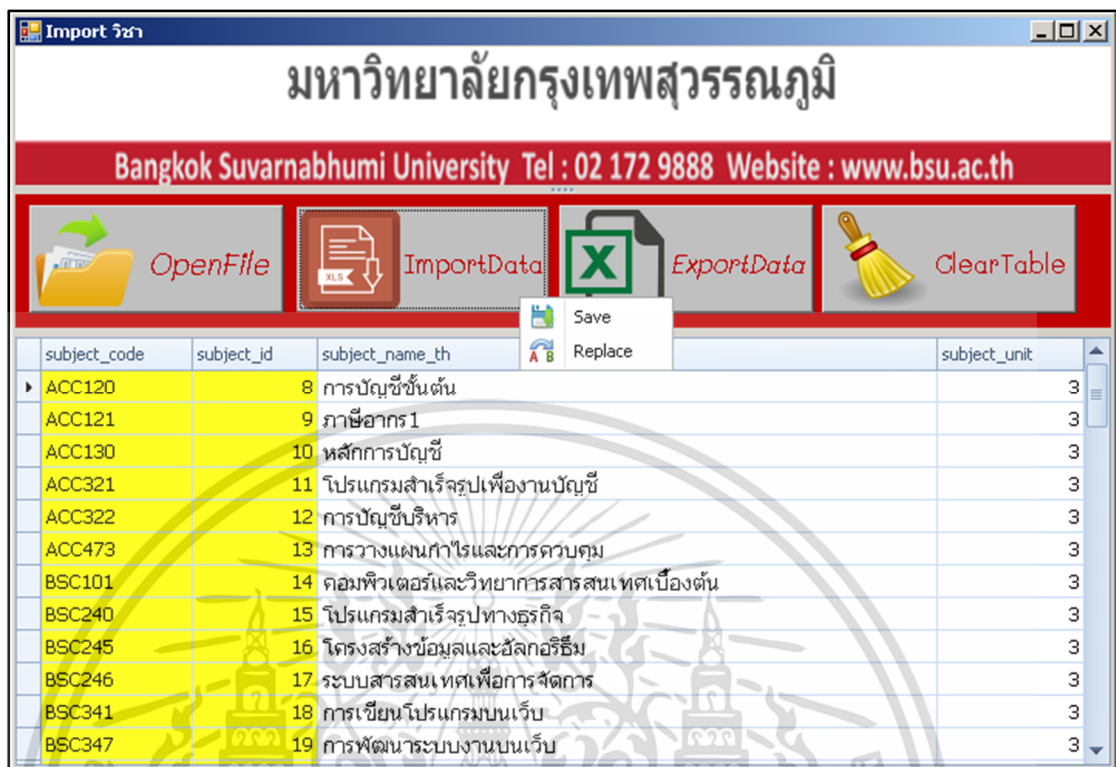 Import วิชา
มหาวิทยาลัยกรุงเทพสุวรรณภูมิ
Bangkok Suvarnabhumi University Tel : 02 172 9888 Website : www.bsu.ac.th
OpenFile XLS ImportData X ExportData ClearTable
Save
A B Replace
subject_code subject_id subject_name_th subject_unit
ACC120 8 การบัญชีขั้นต้น 3
ACC121 9 ภาษีอากร1 3
ACC130 10 หลักการบัญชี 3
ACC321 11 โปรแกรมสำเร็จรูปเพื่องานบัญชี 3
ACC322 12 การบัญชีบริหาร 3
ACC473 13 การวางแผนกำไรและการควบคุม 3
BSC101 14 คอมพิวเตอร์และวิทยาการสารสนเทศเบื้องต้น 3
BSC240 15 โปรแกรมสำเร็จรูปทางธุรกิจ 3
BSC245 16 โครงสร้างข้อมูลและอัลกอริธึม 3
BSC246 17 ระบบสารสนเทศเพื่อการจัดการ 3
BSC341 18 การเขียนโปรแกรมบนเว็บ 3
BSC347 19 การพัฒนาระบบงานบนเว็บ 3